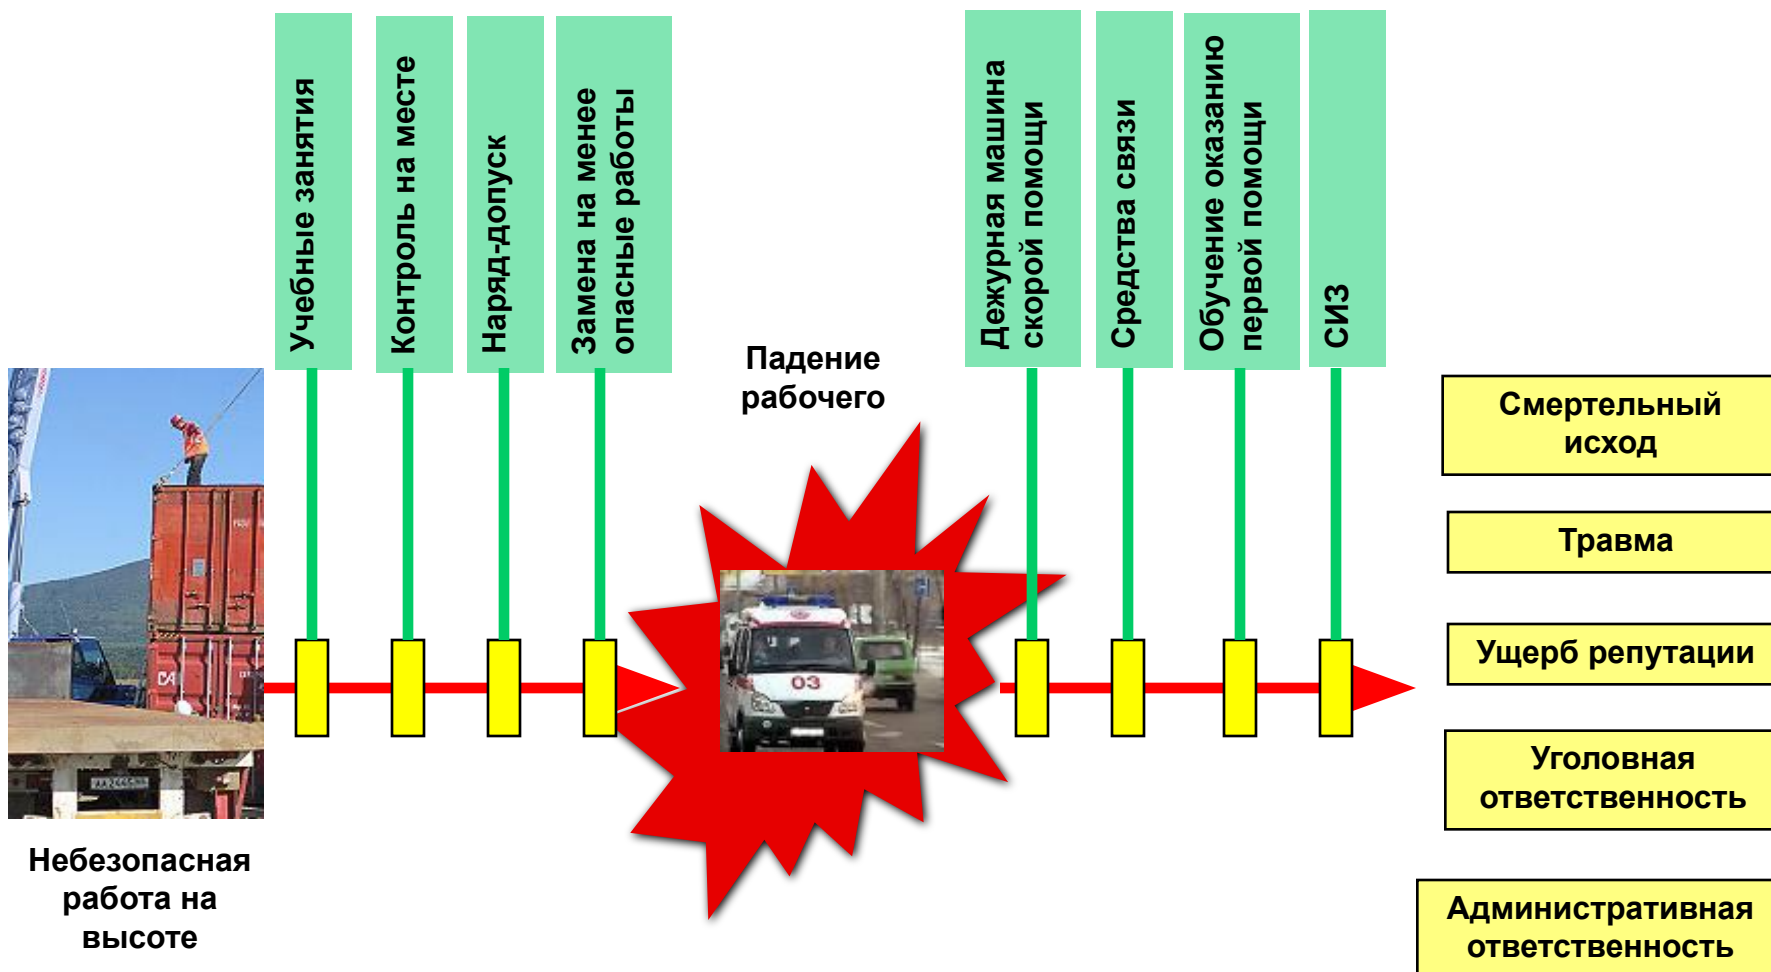 Учебные занятия
Контроль на месте
Наряд-допуск
Замена на менее
опасные работы
Падение
рабочего
Дежурная машина
скорой помощи
Средства связи
Обучение оказанию
первой помощи
СИЗ
Смертельный
исход
Травма
Ущерб репутации
Уголовная
ответственность
Административная
ответственность
03
Небезопасная
работа на
высоте